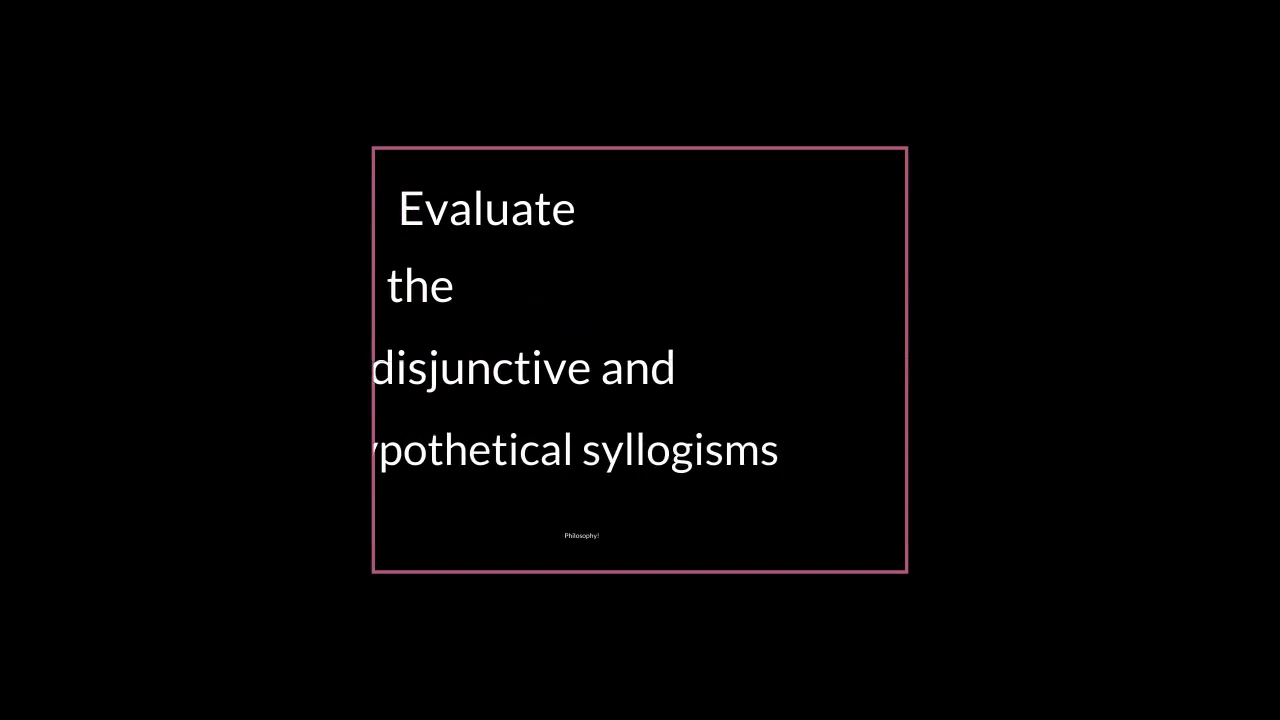 Evaluate
the
disjunctive and
ypothetical syllogisms
Philosophy!